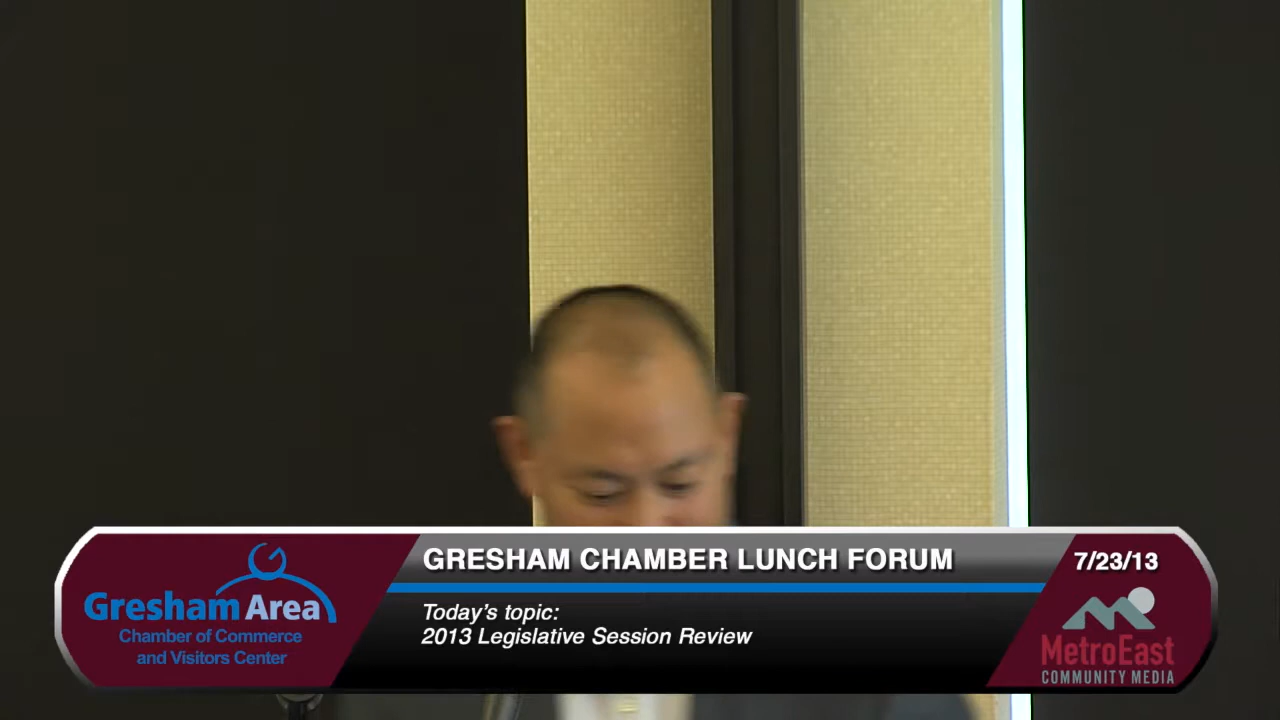 GRESHAM CHAMBER LUNCH FORUM
7/23/13
Today's topic:
2013 Legislative Session Review
Gresham Area
Chamber of Commerce
and Visitors Center
MetroEast
COMMUNITY MEDIA